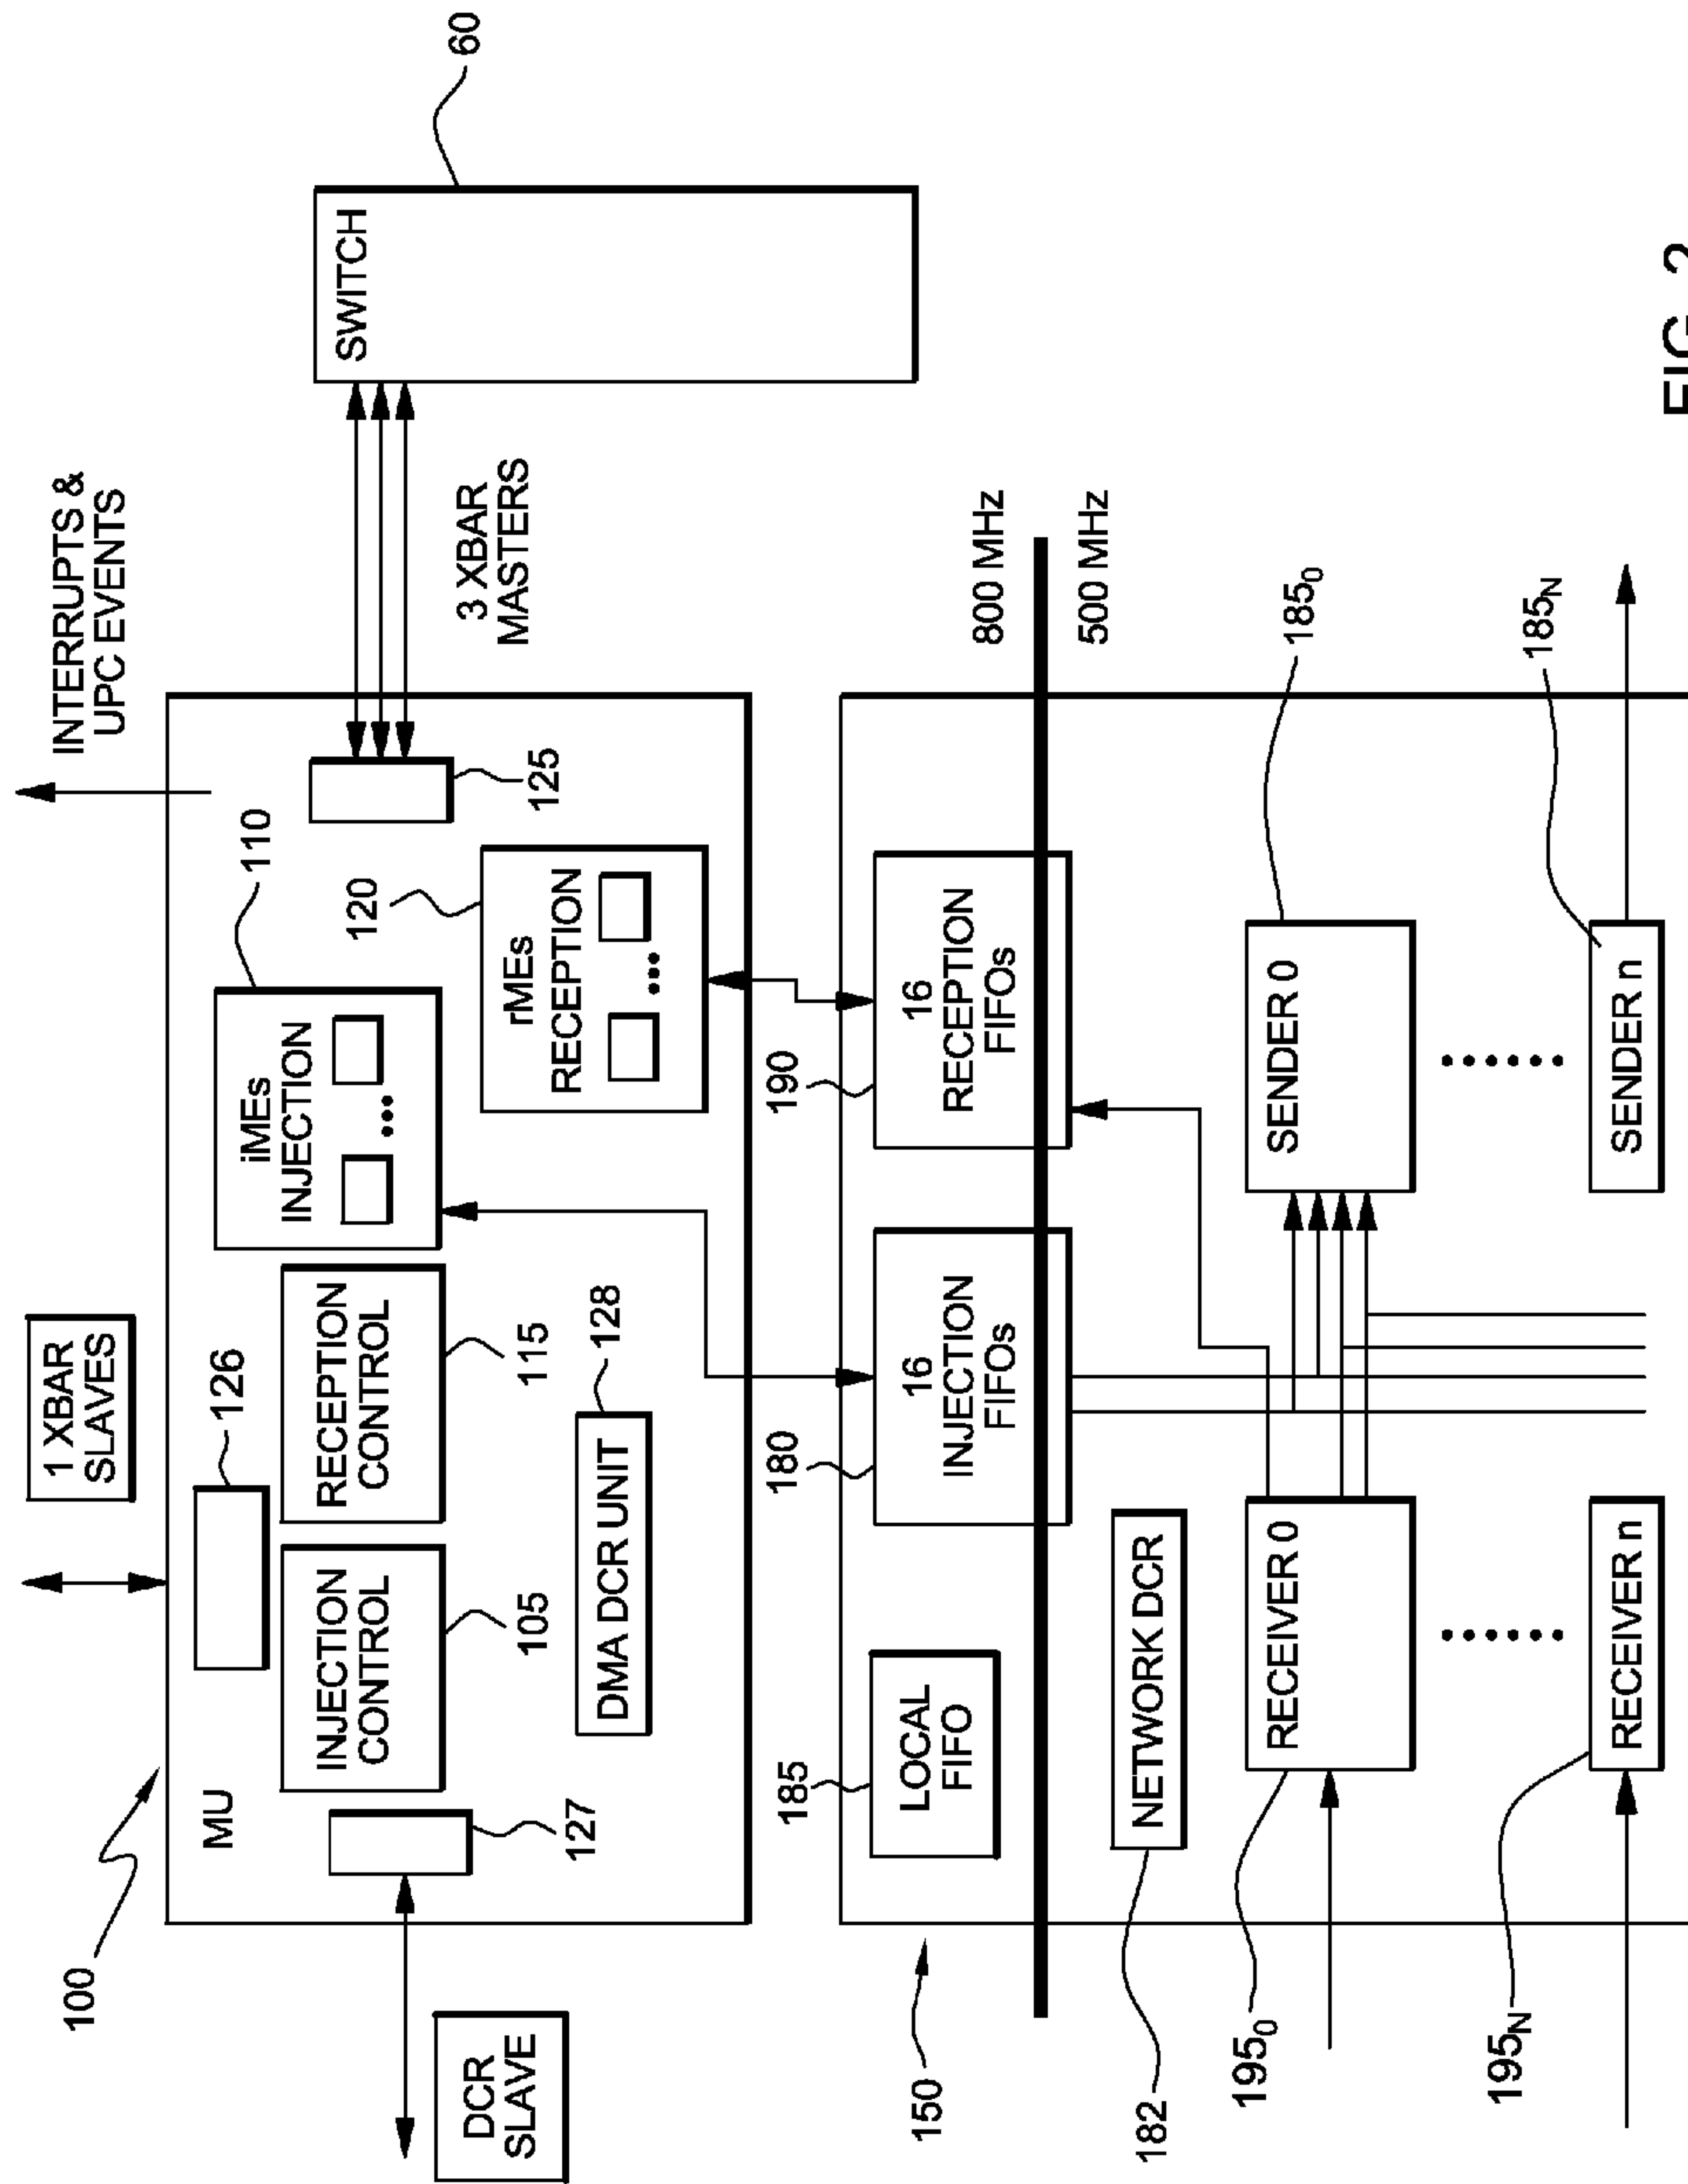 100
MU
1 XBAR
SLAVES
126
INTERRUPTS &
UPC EVENTS
INJECTION
CONTROL
105
RECEPTION
CONTROL
115
iMEs
INJECTION
...
110
rMEs
RECEPTION
...
120
125
127
DCR
SLAVE
DMA DCR UNIT
128
3 XBAR
MASTERS
SWITCH
60
150
185
LOCAL
FIFO
180
16
INJECTION
FIFOs
190
16
RECEPTION
FIFOs
800 MHz
500 MHz
182
NETWORK DCR
195₀
RECEIVER 0
......
195N
RECEIVER n
SENDER 0
185₀
......
SENDER n
185N
FIG. 2